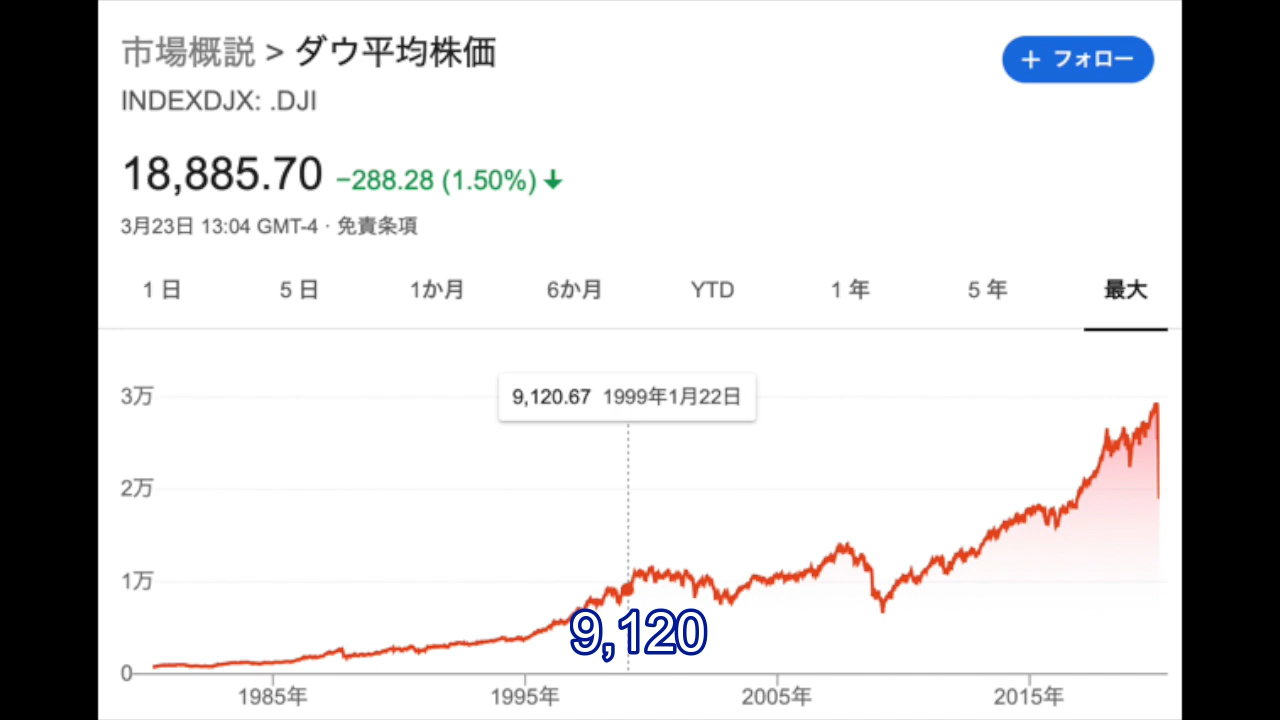 市場概説 > ダウ平均株価
+ フォロー
INDEXDJX: .DJI
18,885.70 −288.28 (1.50%) ↓
3月23日 13:04 GMT-4 · 免責条項
1 日 5 日 1か月 6か月 YTD 1 年 5 年 最大
9,120.67 1999年1月22日
3万
2万
1万
9,120
0
1985年 1995年 2005年 2015年